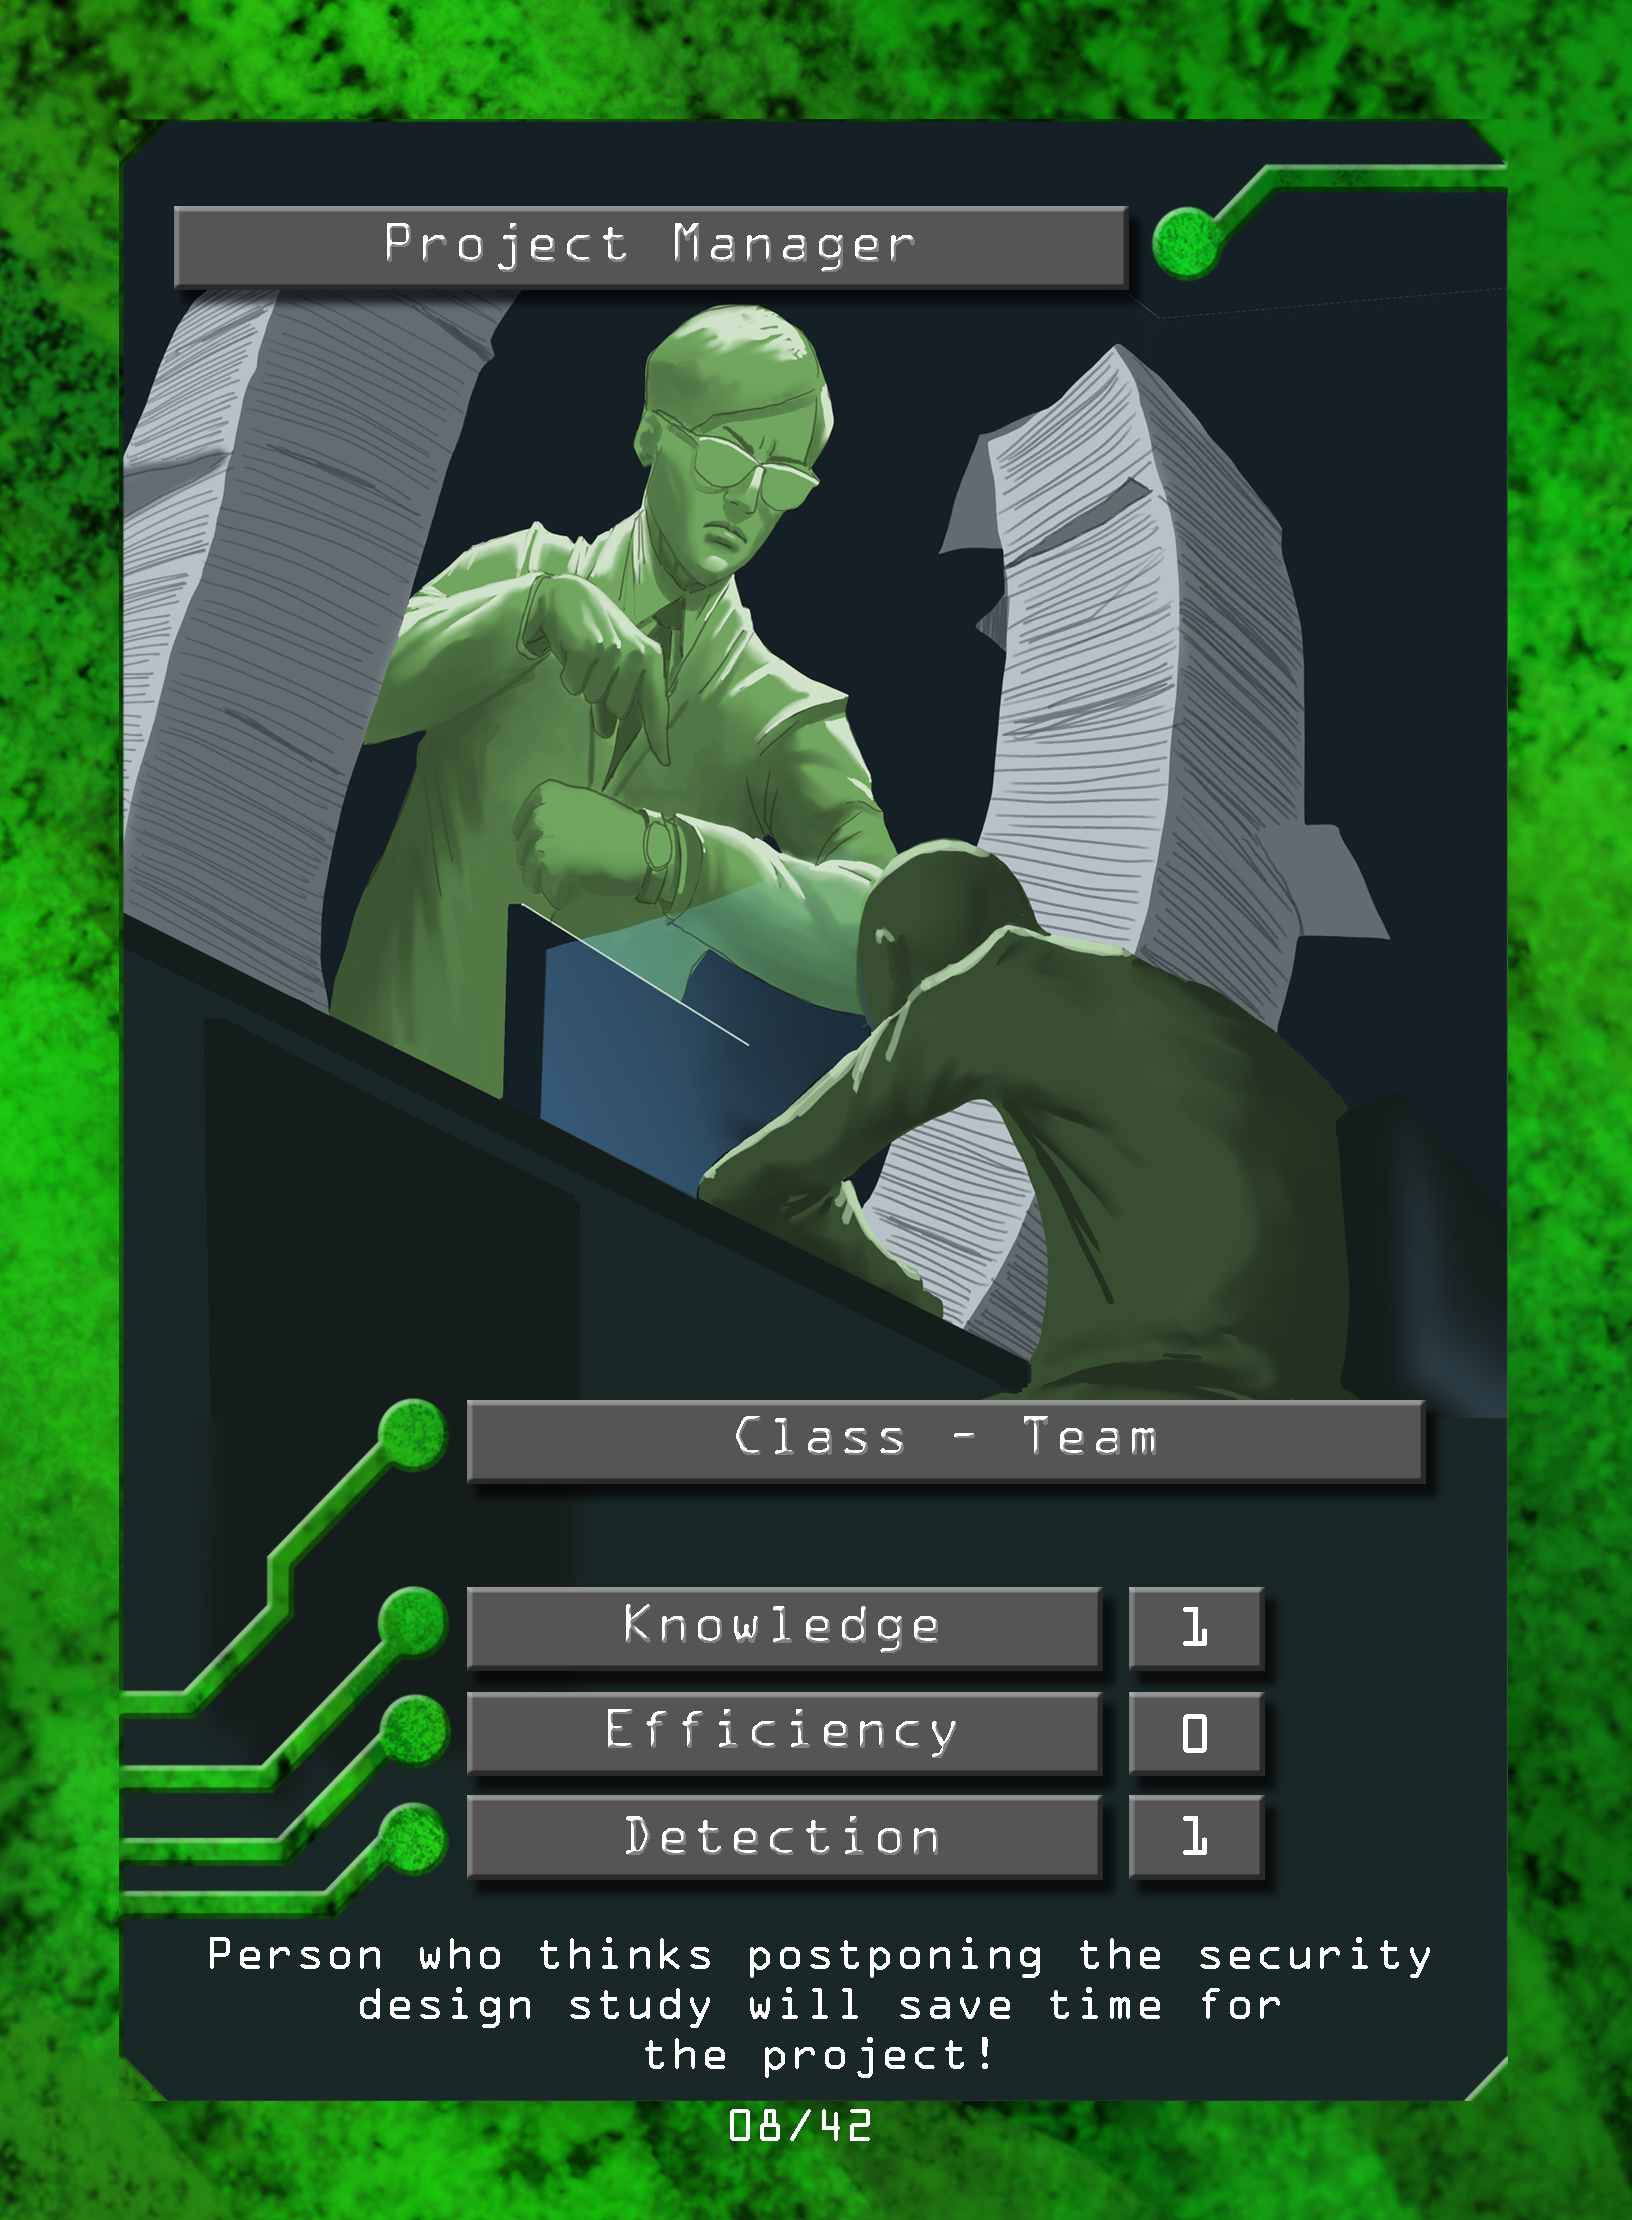 Project Manager
Class - Team
Knowledge 1
Efficiency 0
Detection 1
Person who thinks postponing the security
design study will save time for
the project!
08/42